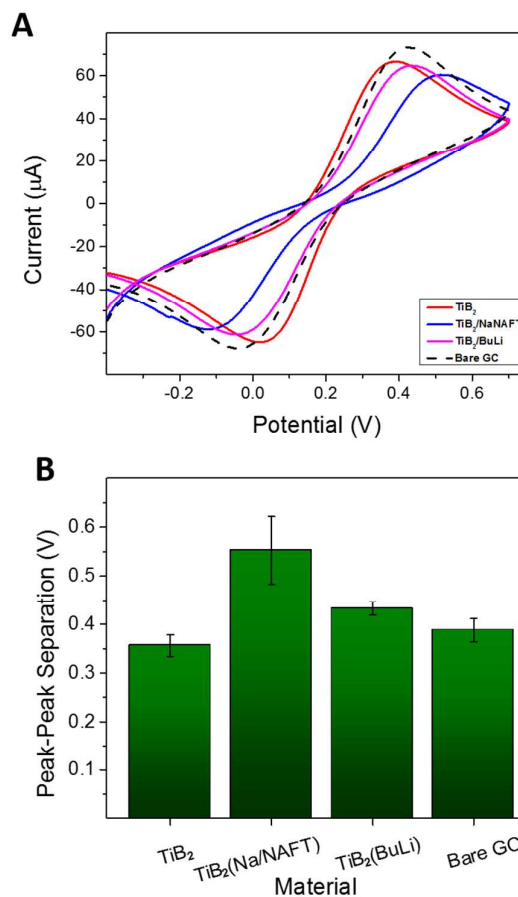 A
60
40
20
0
-20
-40
-60
Current (µA)
TiB₂
TiB₂/NaNAFT
TiB₂/BuLi
Bare GC
-0.2 0.0 0.2 0.4 0.6
Potential (V)
B
0.6
0.5
0.4
0.3
0.2
0.1
Peak-Peak Separation (V)
TiB₂ TiB₂(Na/NAFT) TiB₂(BuLi) Bare GC
Material